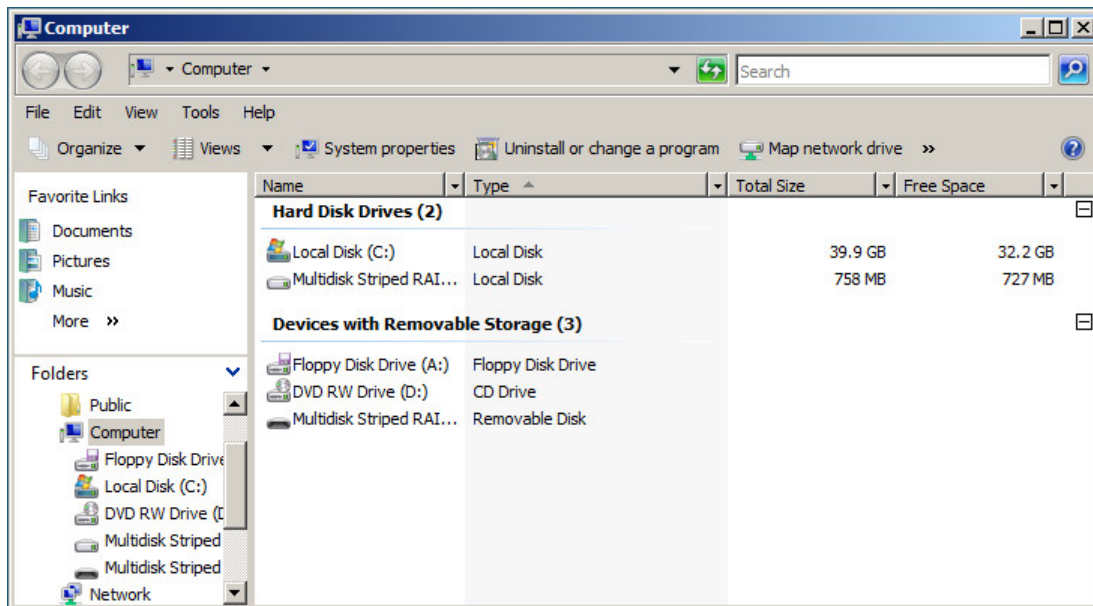 Computer
Computer
Search
File Edit View Tools Help
Organize Views System properties Uninstall or change a program Map network drive »
Favorite Links
Documents
Pictures
Music
More »
Folders
Public
Computer
Floppy Disk Drive
Local Disk (C:)
DVD RW Drive (D
Multidisk Striped
Multidisk Striped
Network
Name Type Total Size Free Space
Hard Disk Drives (2)
Local Disk (C:) Local Disk 39.9 GB 32.2 GB
Multidisk Striped RAI... Local Disk 758 MB 727 MB
Devices with Removable Storage (3)
Floppy Disk Drive (A:) Floppy Disk Drive
DVD RW Drive (D:) CD Drive
Multidisk Striped RAI... Removable Disk